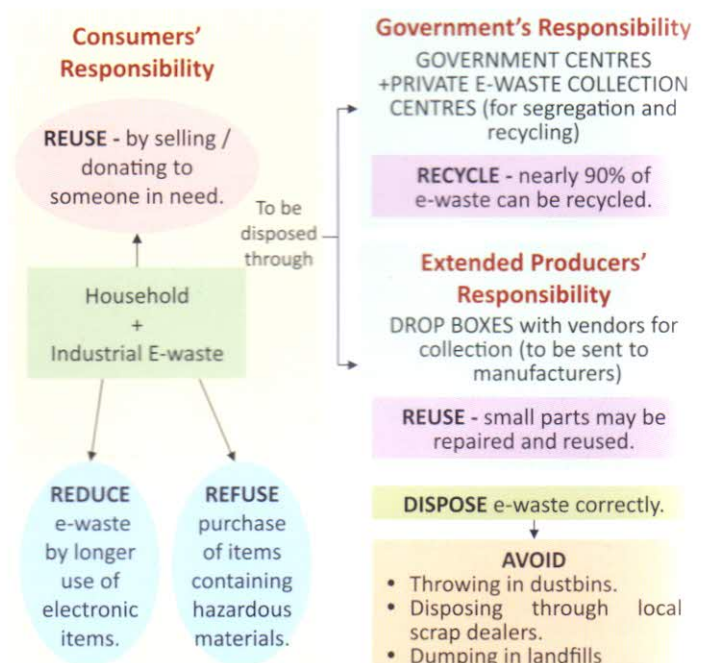 Consumers'
Responsibility
REUSE - by selling /
donating to
someone in need.
Household
+
Industrial E-waste
REDUCE
e-waste
by longer
use of
electronic
items.
REFUSE
purchase
of items
containing
hazardous
materials.
To be
disposed
through
Government's Responsibility
GOVERNMENT CENTRES
+PRIVATE E-WASTE COLLECTION
CENTRES (for segregation and
recycling)
RECYCLE - nearly 90% of
e-waste can be recycled.
Extended Producers'
Responsibility
DROP BOXES with vendors for
collection (to be sent to
manufacturers)
REUSE - small parts may be
repaired and reused.
DISPOSE e-waste correctly.
AVOID
• Throwing in dustbins.
• Disposing through local
scrap dealers.
• Dumping in landfills